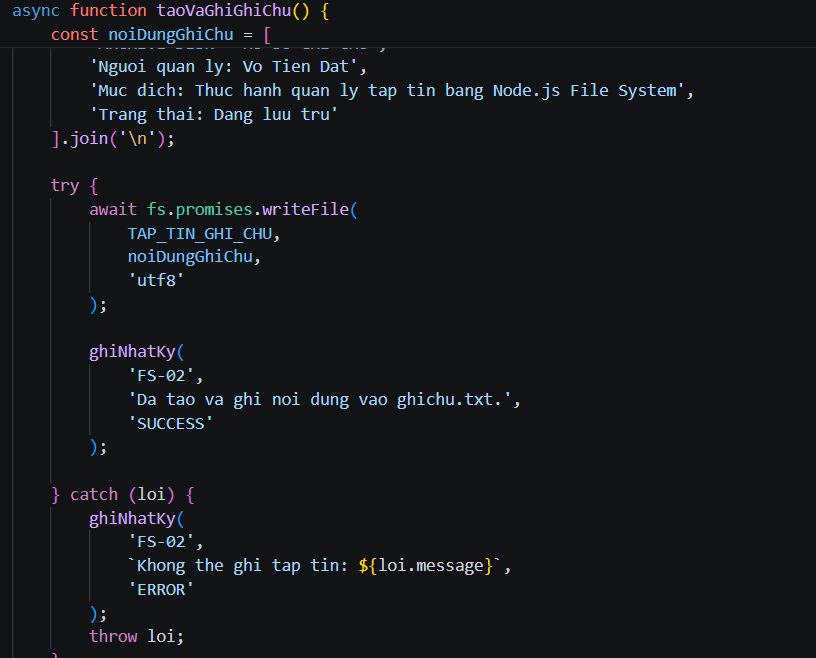 async function taoVaGhiGhiChu() {
    const noiDungGhiChu = [
        'Nguoi quan ly: Vo Tien Dat',
        'Muc dich: Thuc hanh quan ly tap tin bang Node.js File System',
        'Trang thai: Dang luu tru'
    ].join('\n');
    try {
        await fs.promises.writeFile(
            TAP_TIN_GHI_CHU,
            noiDungGhiChu,
            'utf8'
        );
        ghiNhatKy(
            'FS-02',
            'Da tao va ghi noi dung vao ghichu.txt.',
            'SUCCESS'
        );
    } catch (loi) {
        ghiNhatKy(
            'FS-02',
            `Khong the ghi tap tin: ${loi.message}`,
            'ERROR'
        );
        throw loi;